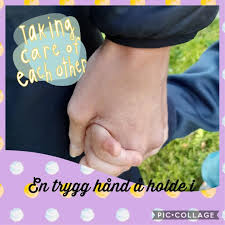 Taking
care of
each other
En trygg hånd å holde i
PIC•COLLAGE